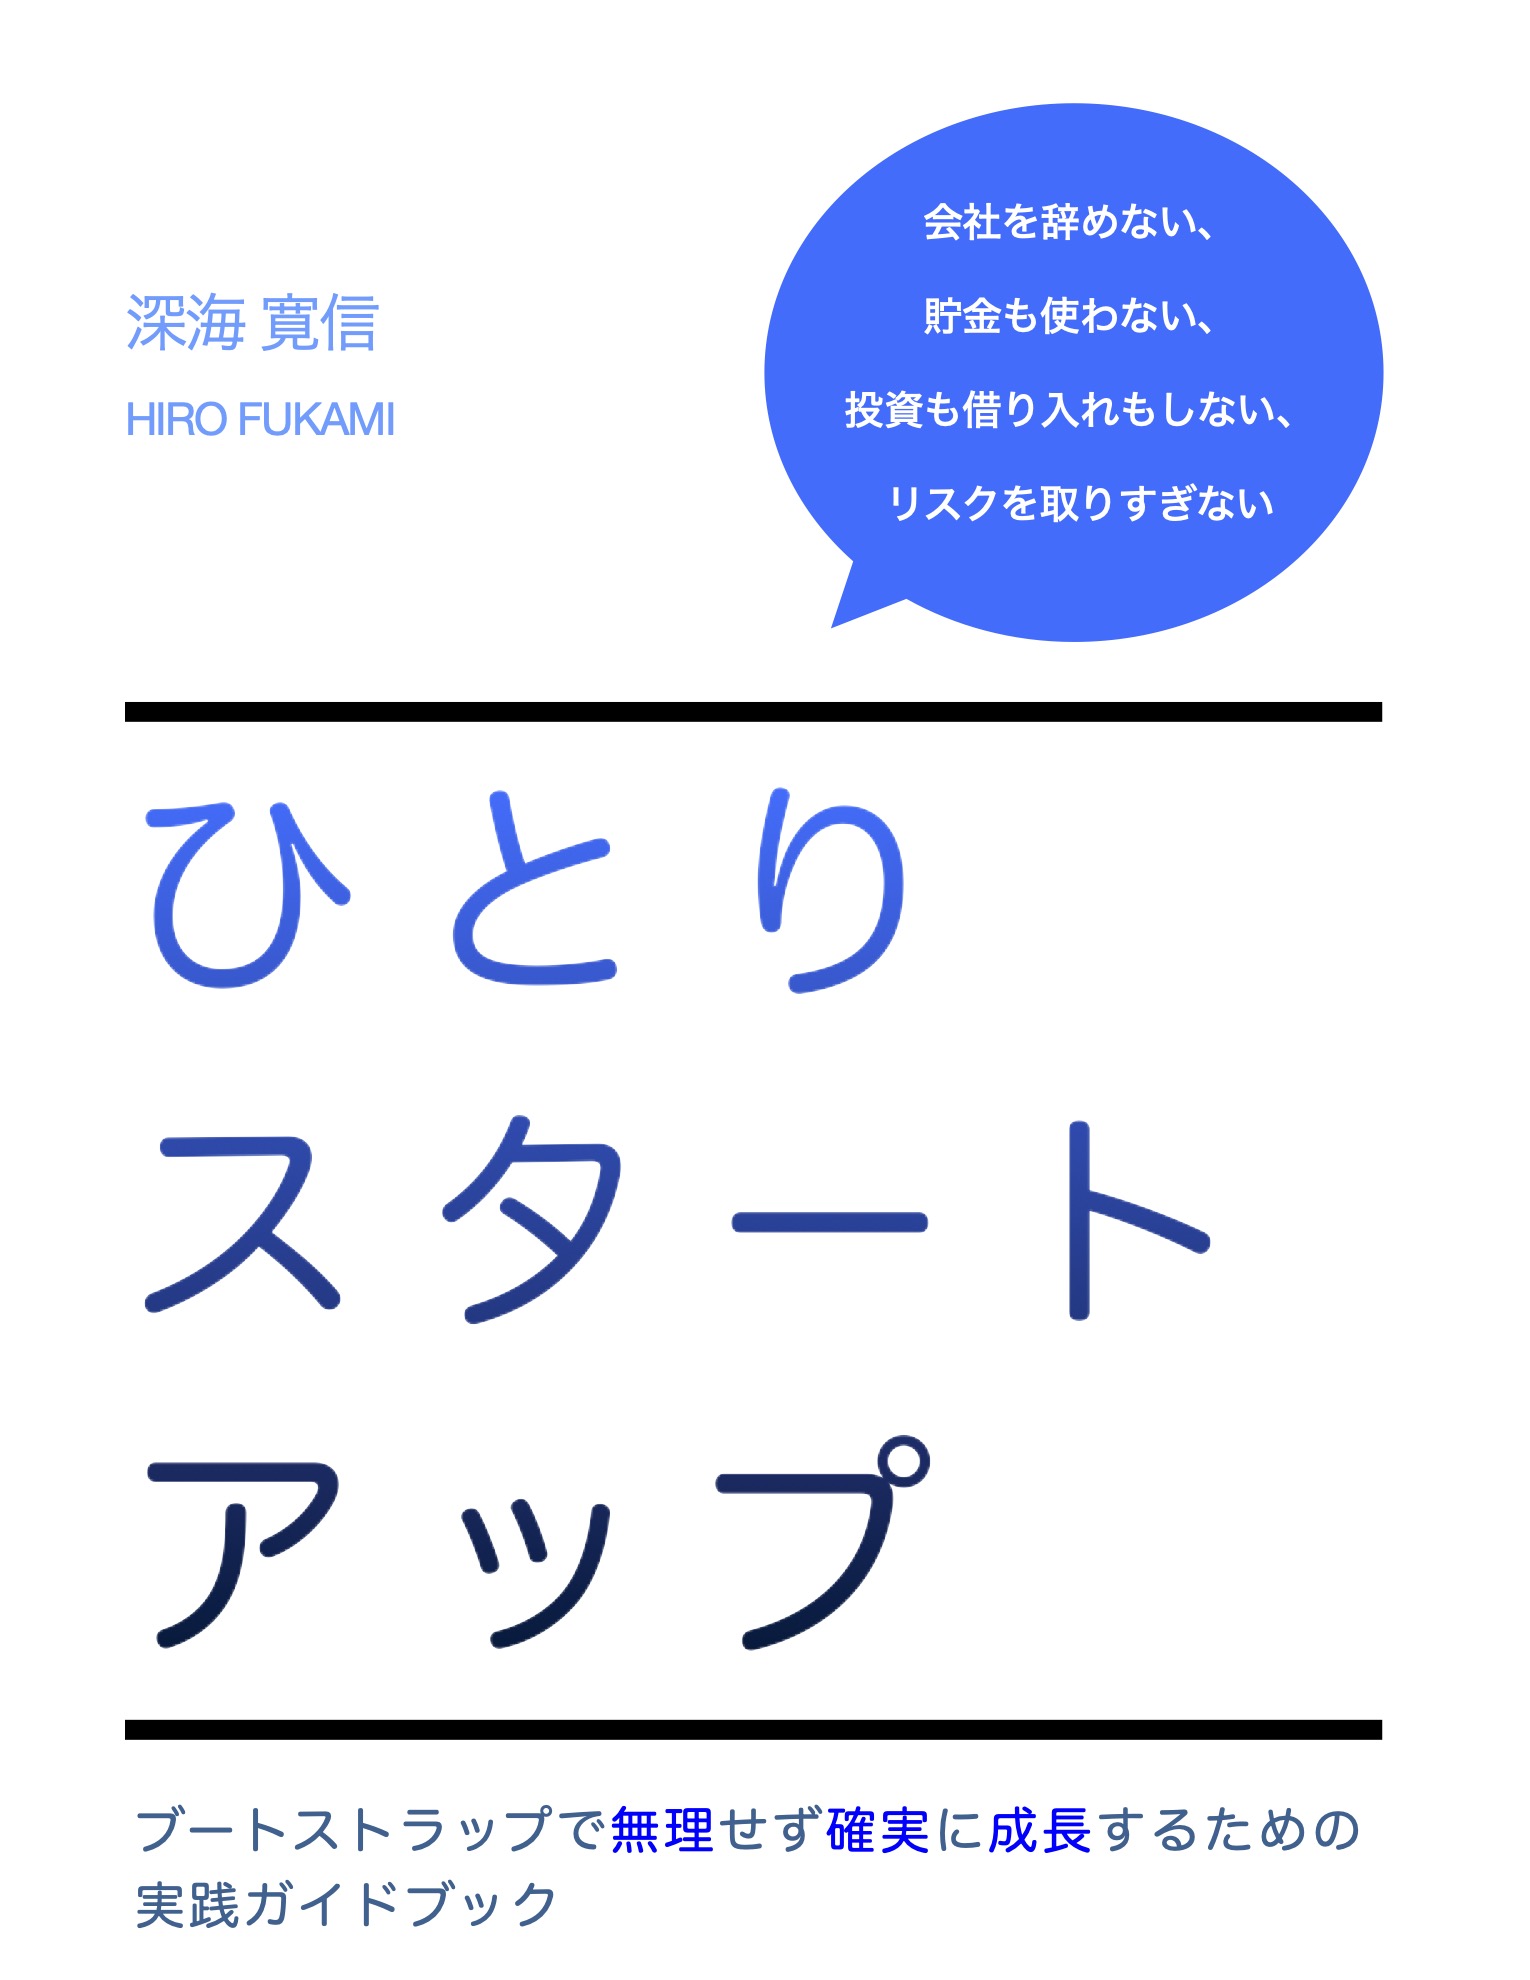 深海 寛信
HIRO FUKAMI
会社を辞めない、
貯金も使わない、
投資も借り入れもしない、
リスクを取りすぎない
ひとり
スタート
アップ
ブートストラップで無理せず確実に成長するための
実践ガイドブック